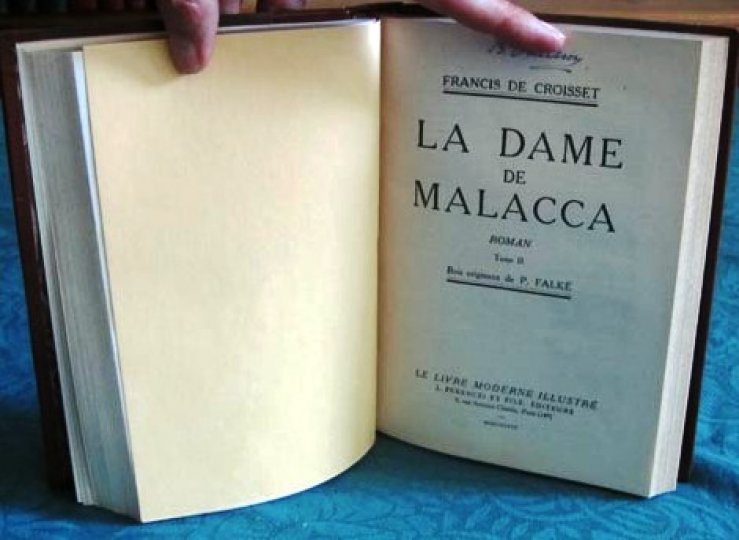 FRANCIS DE CROISSET
LA DAME
DE
MALACCA
ROMAN
Tome II
Bois originaux de P. FALKÉ
LE LIVRE MODERNE ILLUSTRÉ
J. FERENCZI ET FILS, ÉDITEURS
Paris